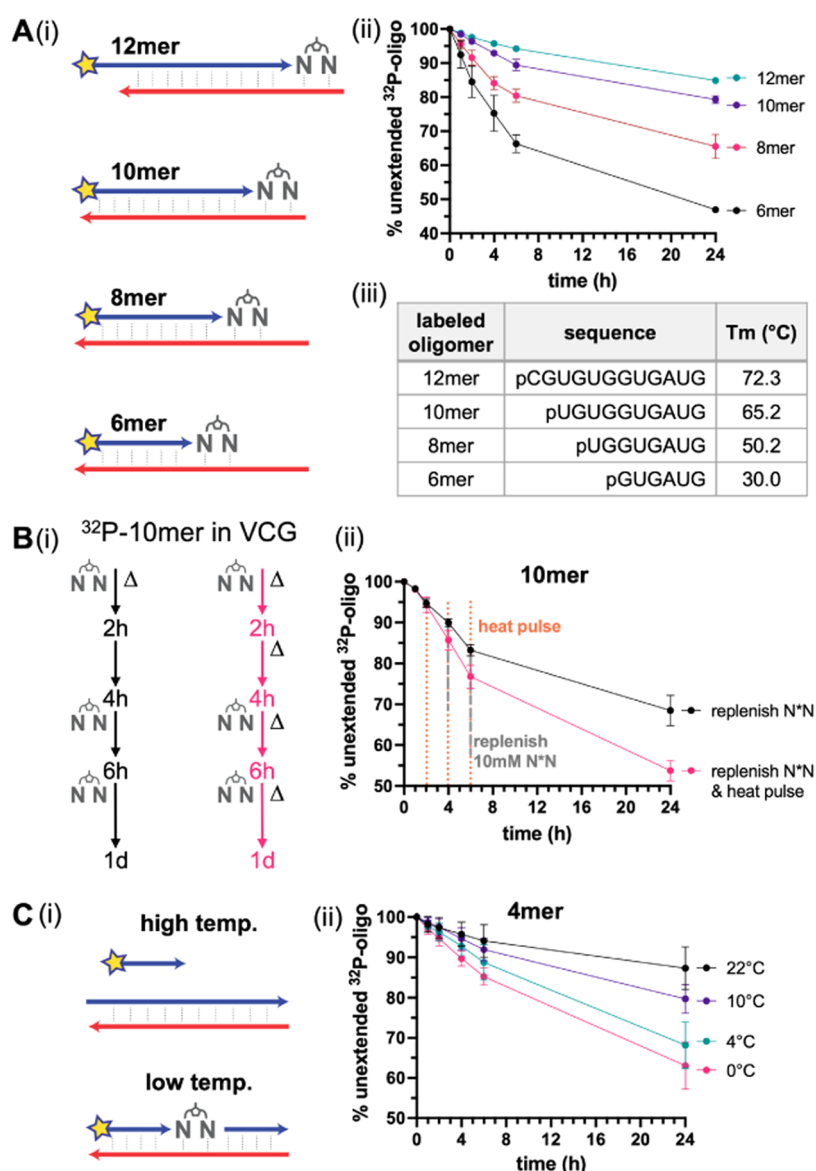 A (i)
12mer
N N
10mer
N N
8mer
N N
6mer
N N
(ii)
% unextended ³²P-oligo
100
90
80
70
60
50
40
0 4 8 12 16 20 24
time (h)
12mer
10mer
8mer
6mer
(iii)
labeled oligomer sequence Tm (°C)
12mer pCGUGUGGUGAUG 72.3
10mer pUGUGGUGAUG 65.2
8mer pUGGUGAUG 50.2
6mer pGUGAUG 30.0
B (i) ³²P-10mer in VCG
N N Δ N N Δ
2h 2h
Δ
4h 4h
N N N N Δ
6h 6h
N N N N Δ
1d 1d
(ii) 10mer
% unextended ³²P-oligo
100
90
80
70
60
50
0 4 8 12 16 20 24
time (h)
heat pulse
replenish
10mM N*N
replenish N*N
replenish N*N
& heat pulse
C (i)
high temp.
low temp.
N N
(ii) 4mer
% unextended ³²P-oligo
100
90
80
70
60
50
0 4 8 12 16 20 24
time (h)
22°C
10°C
4°C
0°C